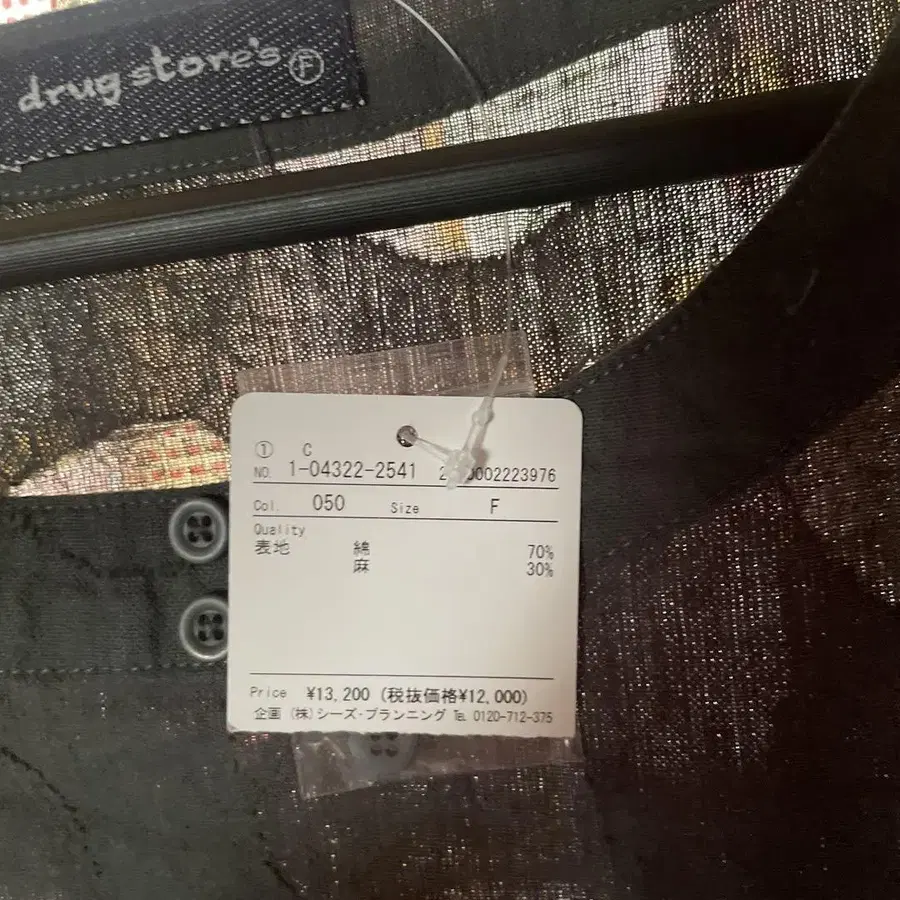 drug store's Ⓕ
① C
NO. 1-04322-2541 0002223976
Col. 050 Size F
Quality
表地 綿 70%
麻 30%
Price ¥13,200 (税抜価格¥12,000)
企画 (株)シーズ・プランニング ℡ 0120-712-375